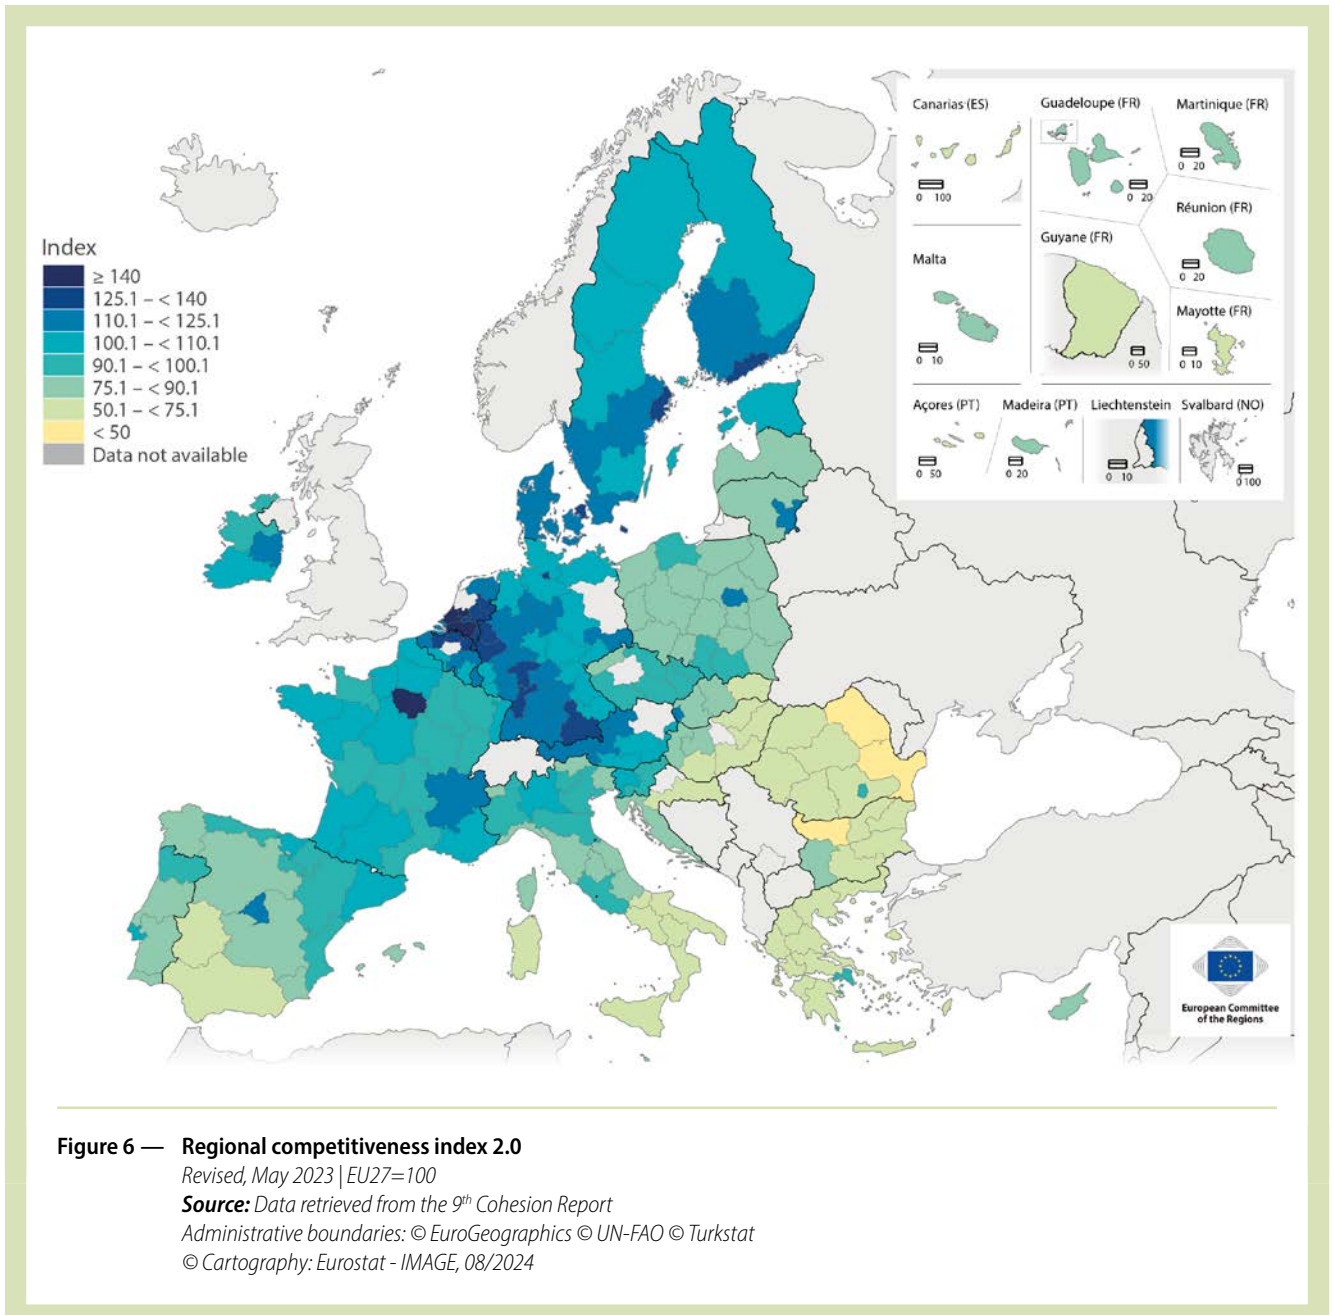 Canarias (ES)
0 100
Guadeloupe (FR)
0 20
Martinique (FR)
0 20
Réunion (FR)
0 20
Malta
0 10
Guyane (FR)
0 50
Mayotte (FR)
0 10
Açores (PT)
0 50
Madeira (PT)
0 20
Liechtenstein
0 10
Svalbard (NO)
0 100
Index
≥ 140
125.1 – < 140
110.1 – < 125.1
100.1 – < 110.1
90.1 – < 100.1
75.1 – < 90.1
50.1 – < 75.1
< 50
Data not available
European Committee
of the Regions
Figure 6 — Regional competitiveness index 2.0
Revised, May 2023 | EU27=100
Source: Data retrieved from the 9th Cohesion Report
Administrative boundaries: © EuroGeographics © UN-FAO © Turkstat
© Cartography: Eurostat - IMAGE, 08/2024